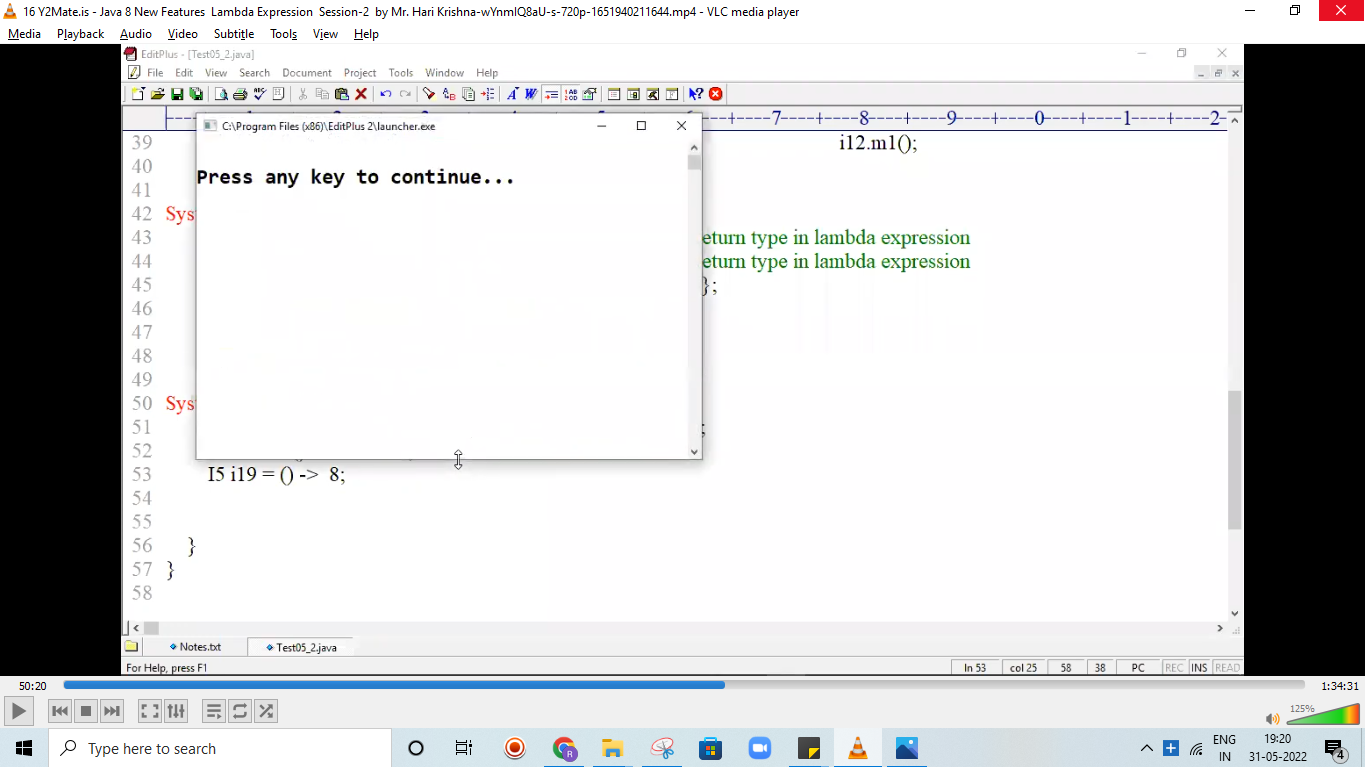 16 Y2Mate.is - Java 8 New Features Lambda Expression Session-2 by Mr. Hari Krishna-wYnmIQ8aU-s-720p-1651940211644.mp4 - VLC media player
Media Playback Audio Video Subtitle Tools View Help
EditPlus - [Test05_2.java]
File Edit View Search Document Project Tools Window Help
C:\Program Files (x86)\EditPlus 2\launcher.exe
----+----7----+----8----+----9----+----0----+----1----+----2-
39 i12.m1();
40
Press any key to continue...
41
42 Sys
43 eturn type in lambda expression
44 eturn type in lambda expression
45 };
46
47
48
49
50 Sys
51 ;
52
53 I5 i19 = () -> 8;
54
55
56 }
57 }
58
Notes.txt Test05_2.java
For Help, press F1 ln 53 col 25 58 38 PC REC INS READ
50:20 1:34:31
125%
Type here to search
ENG 19:20
IN 31-05-2022 4